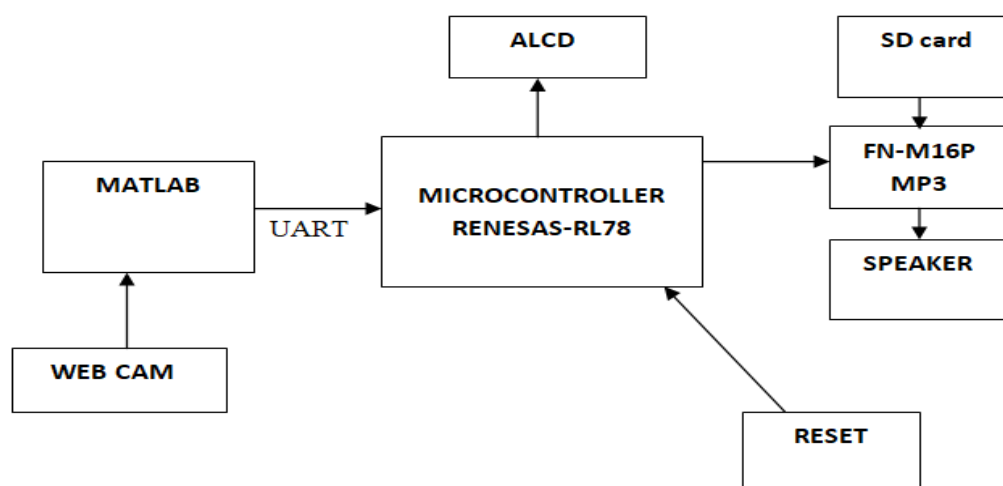 ALCD
SD card
MATLAB
UART
MICROCONTROLLER
RENESAS-RL78
FN-M16P
MP3
SPEAKER
WEB CAM
RESET